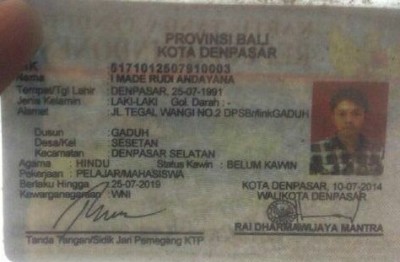 PROVINSI BALI
KOTA DENPASAR
NIK 5171012507910003
Nama I MADE RUDI ANDAYANA
Tempat/Tgl Lahir : DENPASAR, 25-07-1991
Jenis Kelamin LAKI-LAKI Gol. Darah : -
Alamat JL TEGAL WANGI NO.2 GADUH
Dusun : GADUH
Desa/Kel SESETAN
Kecamatan DENPASAR SELATAN
Agama : HINDU Status Kawin : BELUM KAWIN
Pekerjaan : PELAJAR/MAHASISWA
Berlaku Hingga 25-07-2019
Kewarganegaraan : WNI
KOTA DENPASAR, 10-07-2014
WALIKOTA DENPASAR
RAI DHARMAWIJAYA MANTRA
Tanda Tangan/Sidik Jari Pemegang KTP